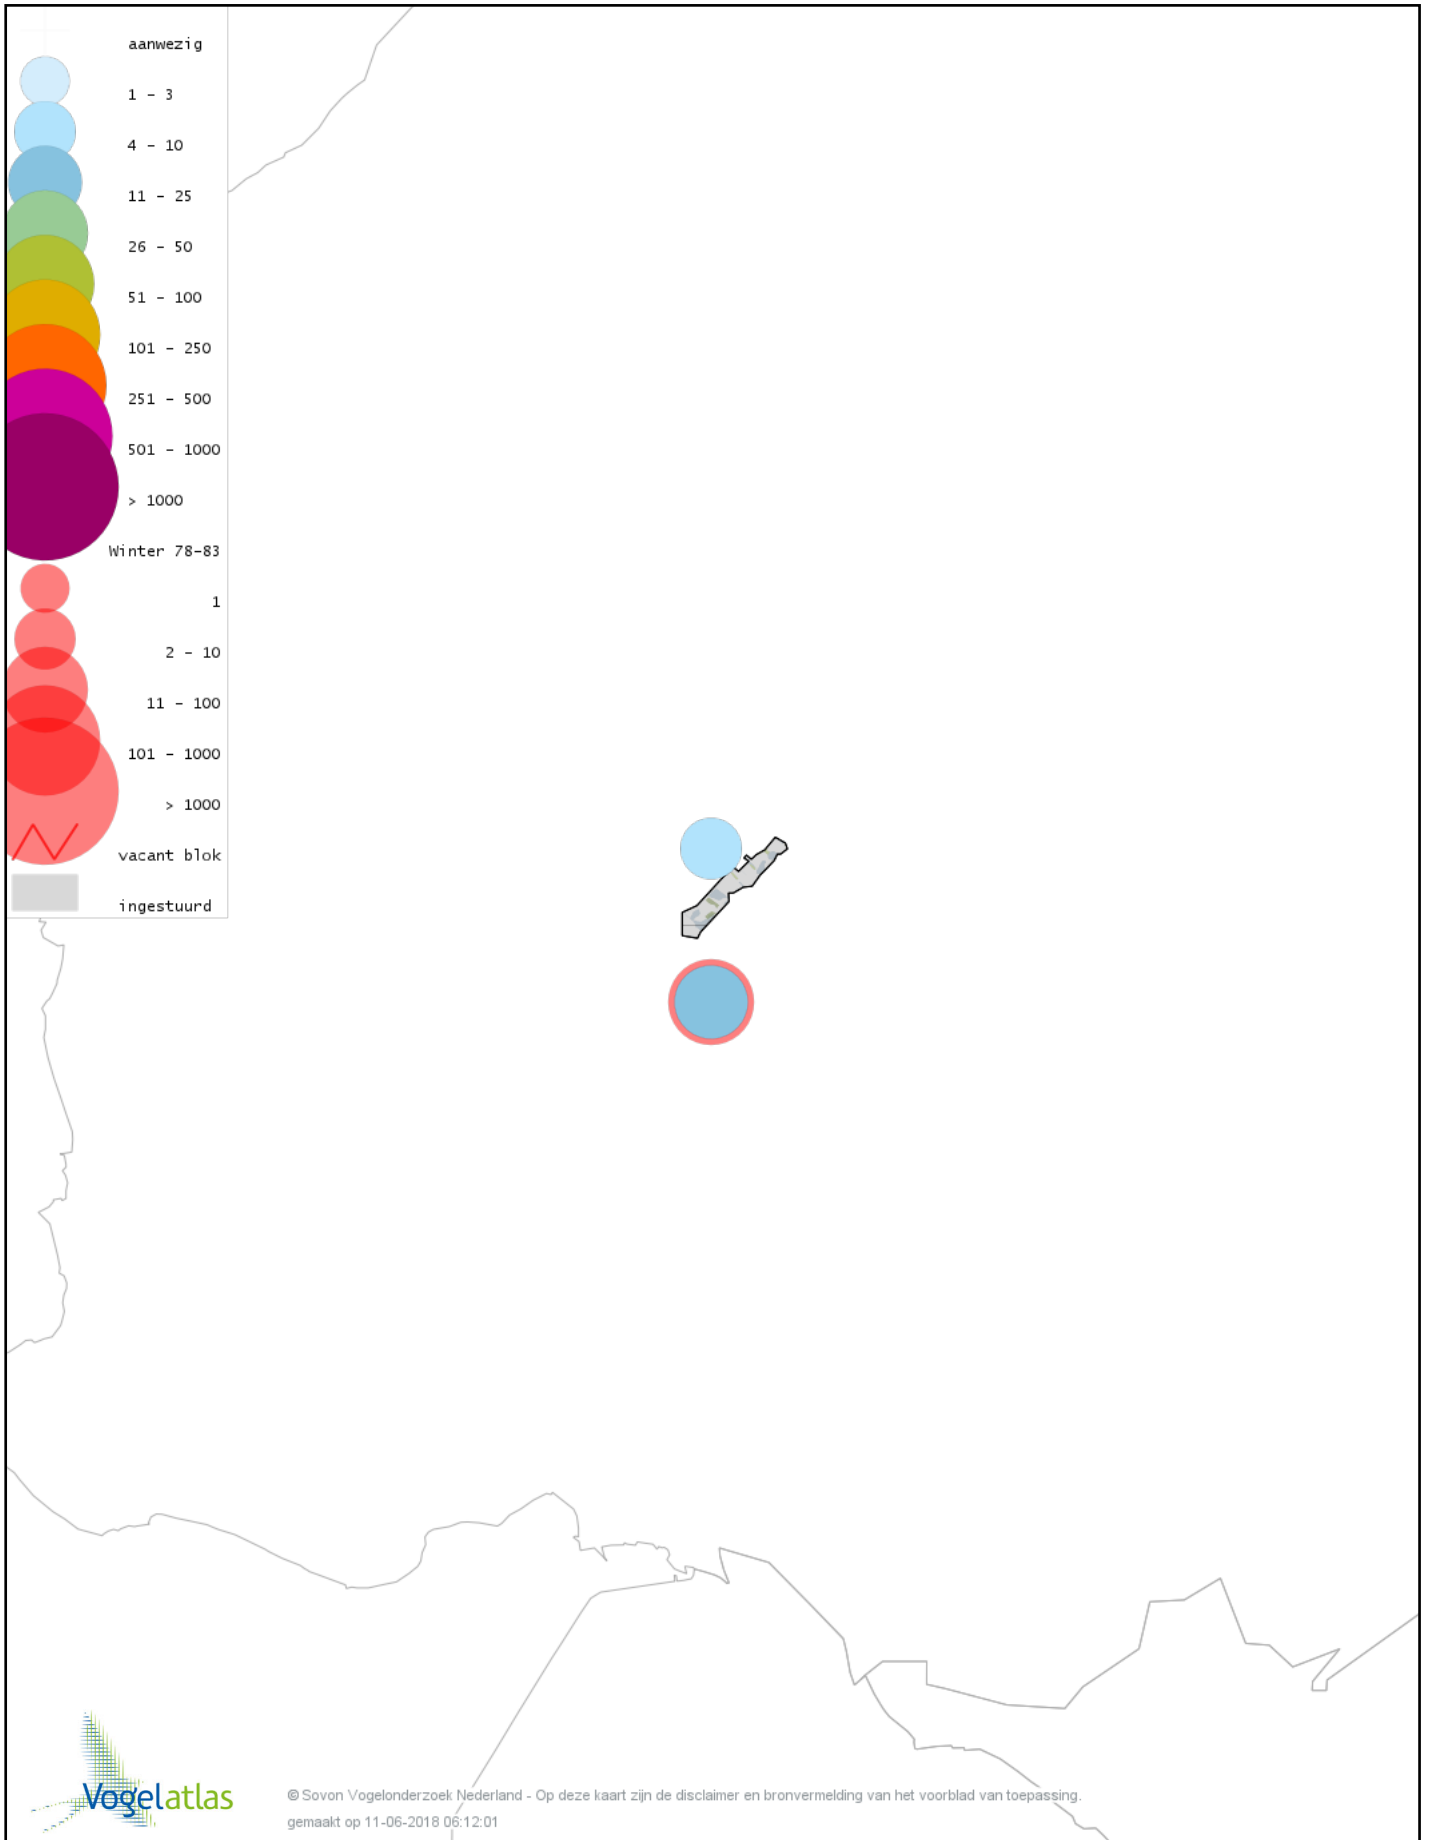 aanwezig
1 - 3
4 - 10
11 - 25
26 - 50
51 - 100
101 - 250
251 - 500
501 - 1000
> 1000
Winter 78-83
1
2 - 10
11 - 100
101 - 1000
> 1000
vacant blok
ingestuurd
Vogelatlas
© Sovon Vogelonderzoek Nederland - Op deze kaart zijn de disclaimer en bronvermelding van het voorblad van toepassing.
gemaakt op 11-06-2018 06:12:01